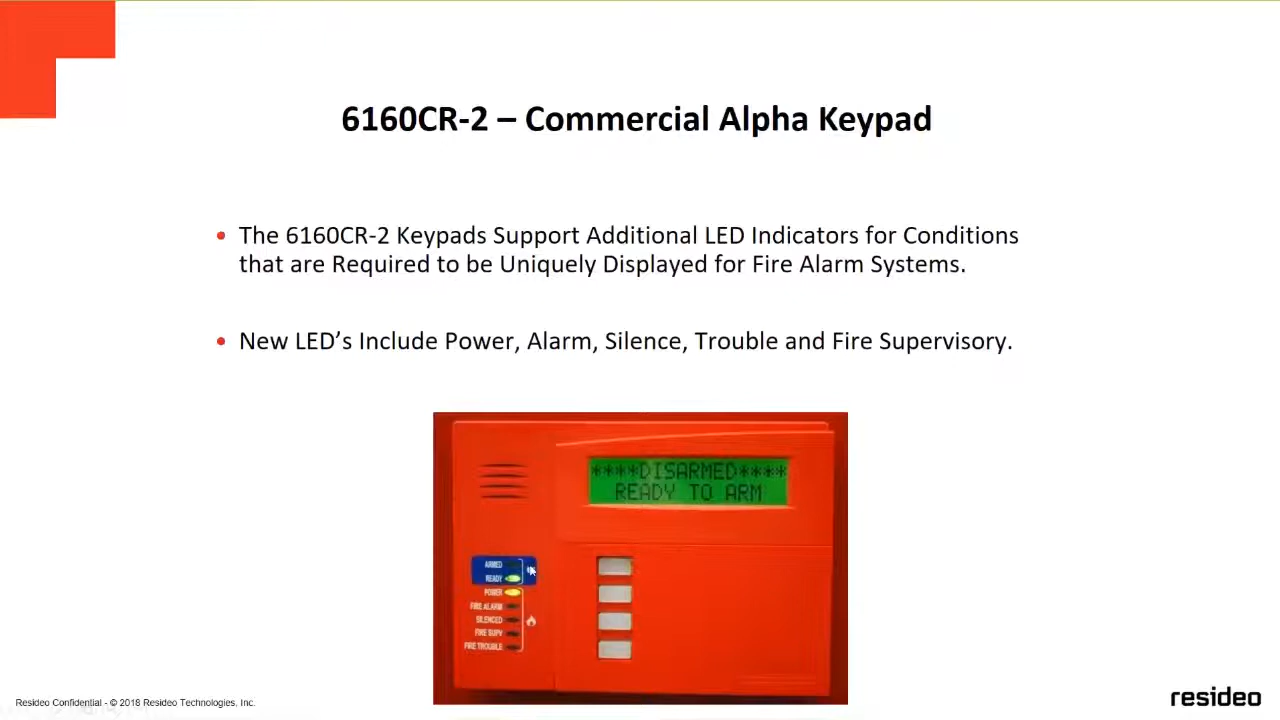 6160CR-2 – Commercial Alpha Keypad
• The 6160CR-2 Keypads Support Additional LED Indicators for Conditions
that are Required to be Uniquely Displayed for Fire Alarm Systems.
• New LED’s Include Power, Alarm, Silence, Trouble and Fire Supervisory.
****DISARMED****
READY TO ARM
ARMED
READY
POWER
FIRE ALARM
SILENCED
FIRE SUPV
FIRE TROUBLE
Resideo Confidential - © 2018 Resideo Technologies, Inc.
resideo